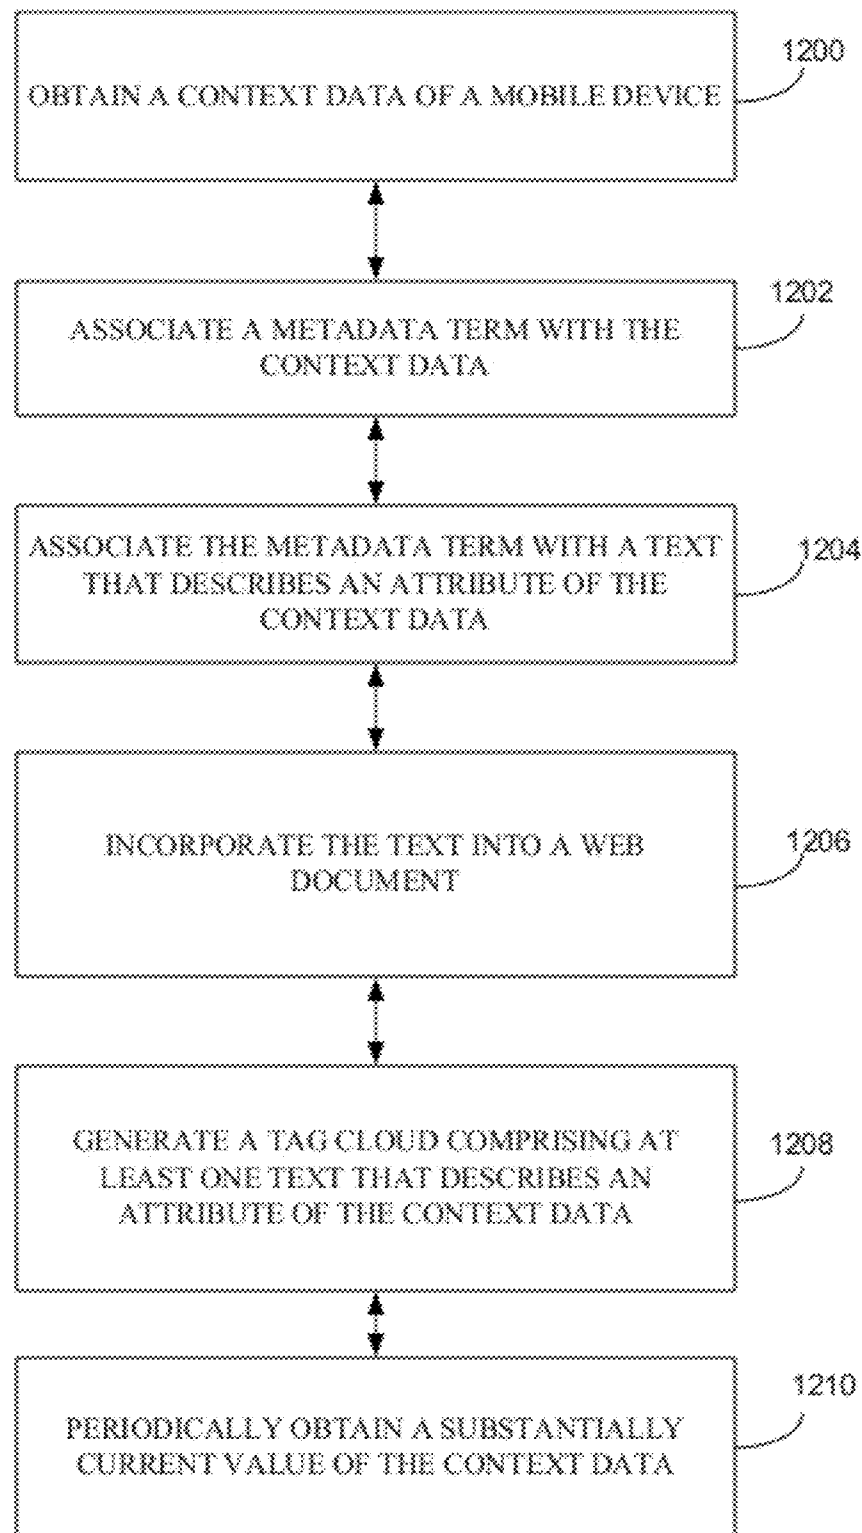 1200
OBTAIN A CONTEXT DATA OF A MOBILE DEVICE
1202
ASSOCIATE A METADATA TERM WITH THE
CONTEXT DATA
1204
ASSOCIATE THE METADATA TERM WITH A TEXT
THAT DESCRIBES AN ATTRIBUTE OF THE
CONTEXT DATA
1206
INCORPORATE THE TEXT INTO A WEB
DOCUMENT
1208
GENERATE A TAG CLOUD COMPRISING AT
LEAST ONE TEXT THAT DESCRIBES AN
ATTRIBUTE OF THE CONTEXT DATA
1210
PERIODICALLY OBTAIN A SUBSTANTIALLY
CURRENT VALUE OF THE CONTEXT DATA